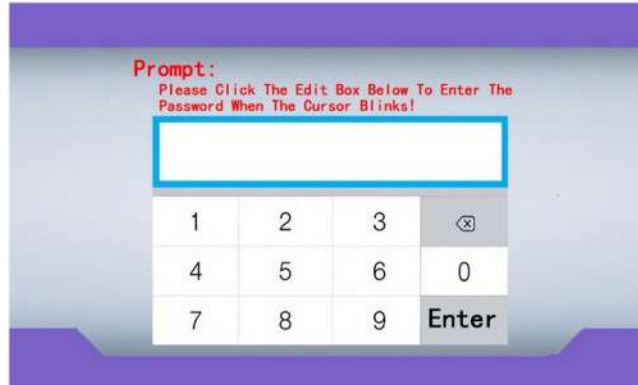 Prompt:
Please Click The Edit Box Below To Enter The
Password When The Cursor Blinks!
1 2 3
4 5 6 0
7 8 9 Enter